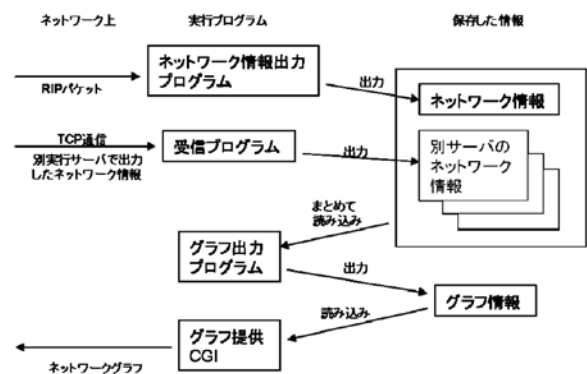 ネットワーク上
実行プログラム
保存した情報
ネットワーク情報出力
プログラム
RIPパケット
出力
ネットワーク情報
TCP通信
別実行サーバで出力
したネットワーク情報
受信プログラム
出力
別サーバの
ネットワーク
情報
まとめて
読み込み
グラフ出力
プログラム
出力
グラフ情報
読み込み
グラフ提供
CGI
ネットワークグラフ